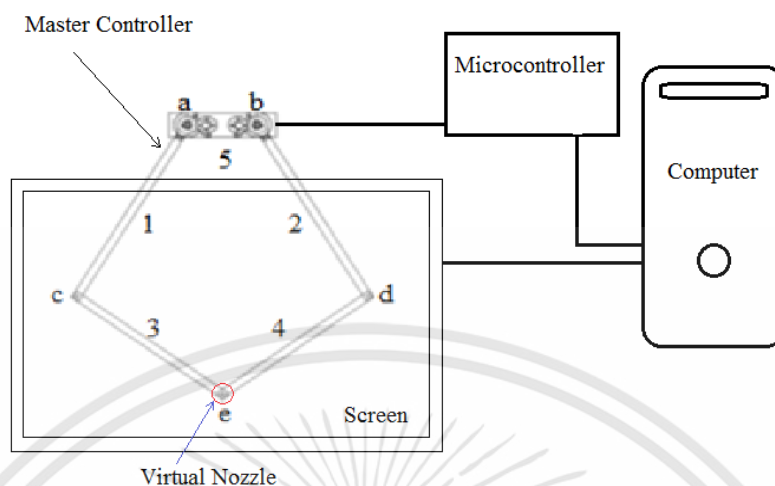 Master Controller
Microcontroller
a b
5
Computer
1 2
c d
3 4
e
Screen
Virtual Nozzle